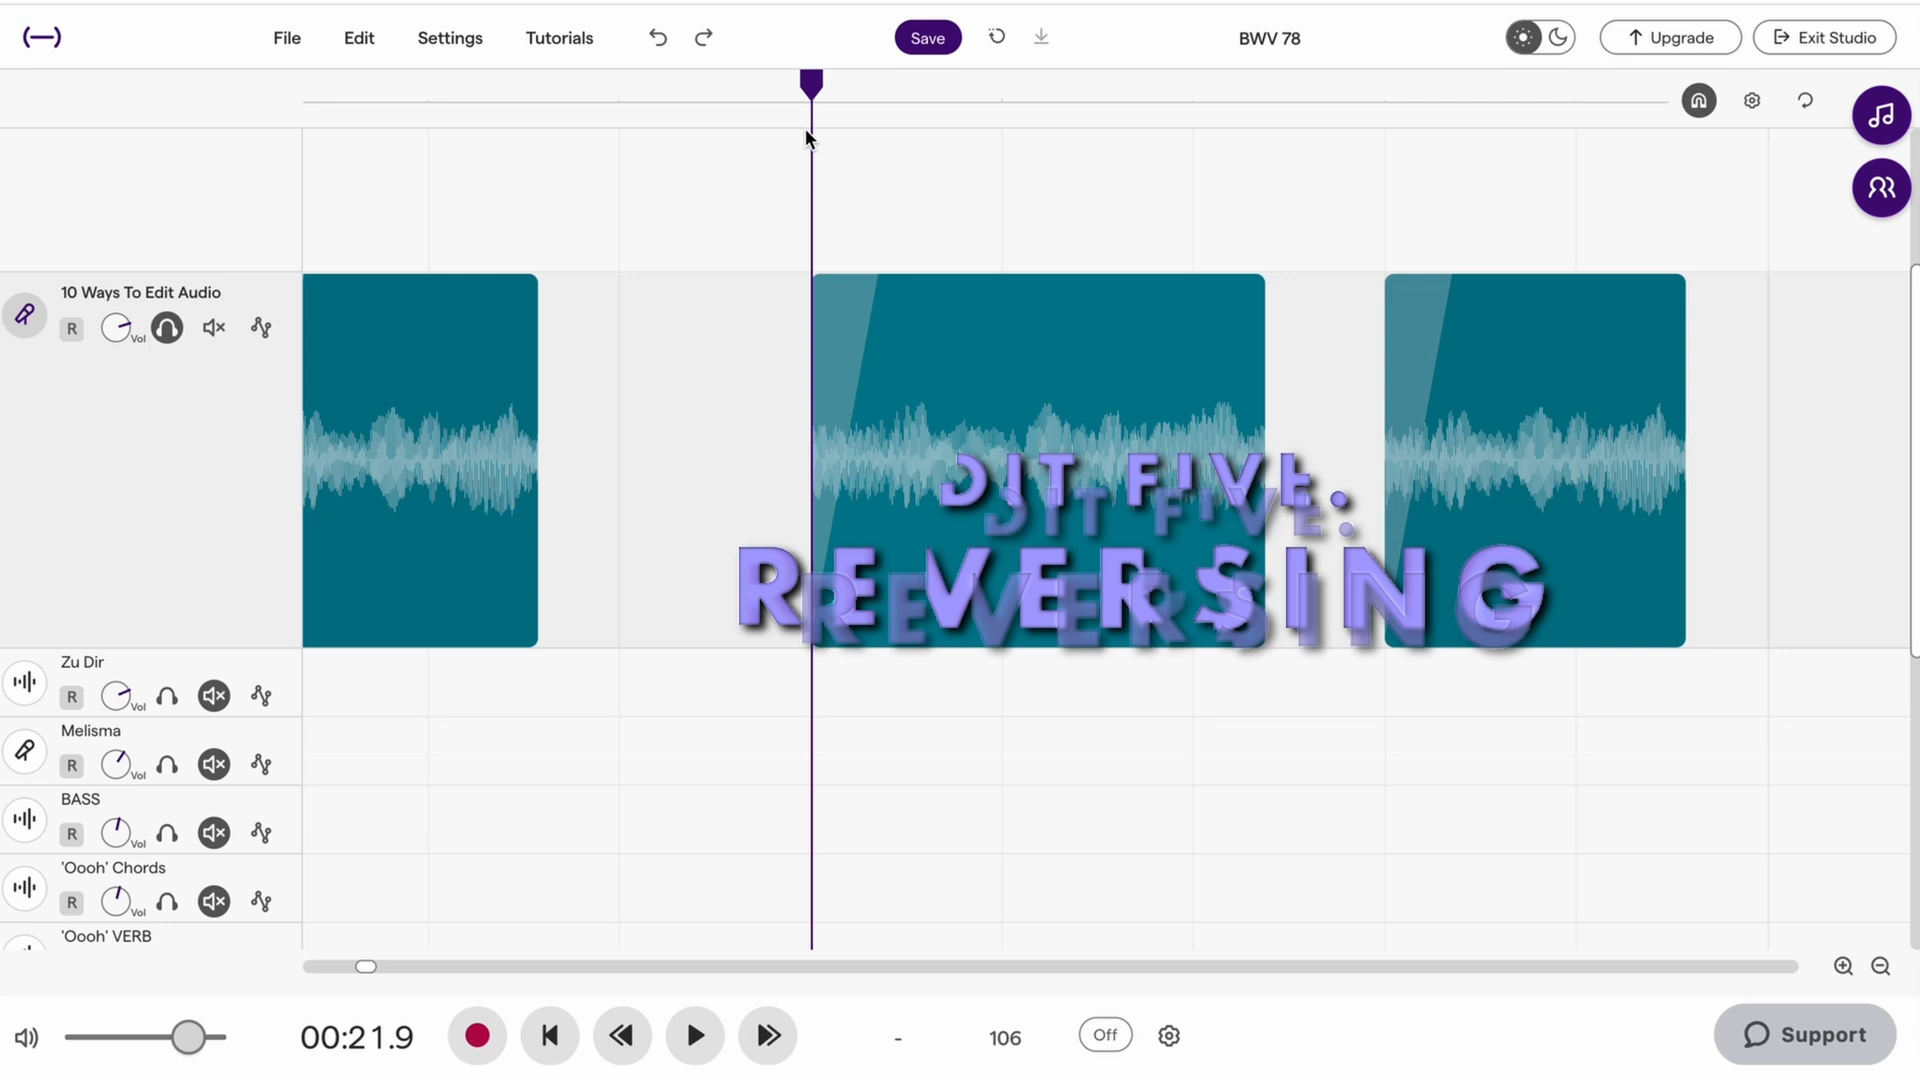 File Edit Settings Tutorials Save BWV 78 Upgrade Exit Studio
10 Ways To Edit Audio
R Vol
DIT FIVE:
REVERSING
Zu Dir
R Vol
Melisma
R Vol
BASS
R Vol
'Oooh' Chords
R Vol
'Oooh' VERB
00:21.9 - 106 Off Support